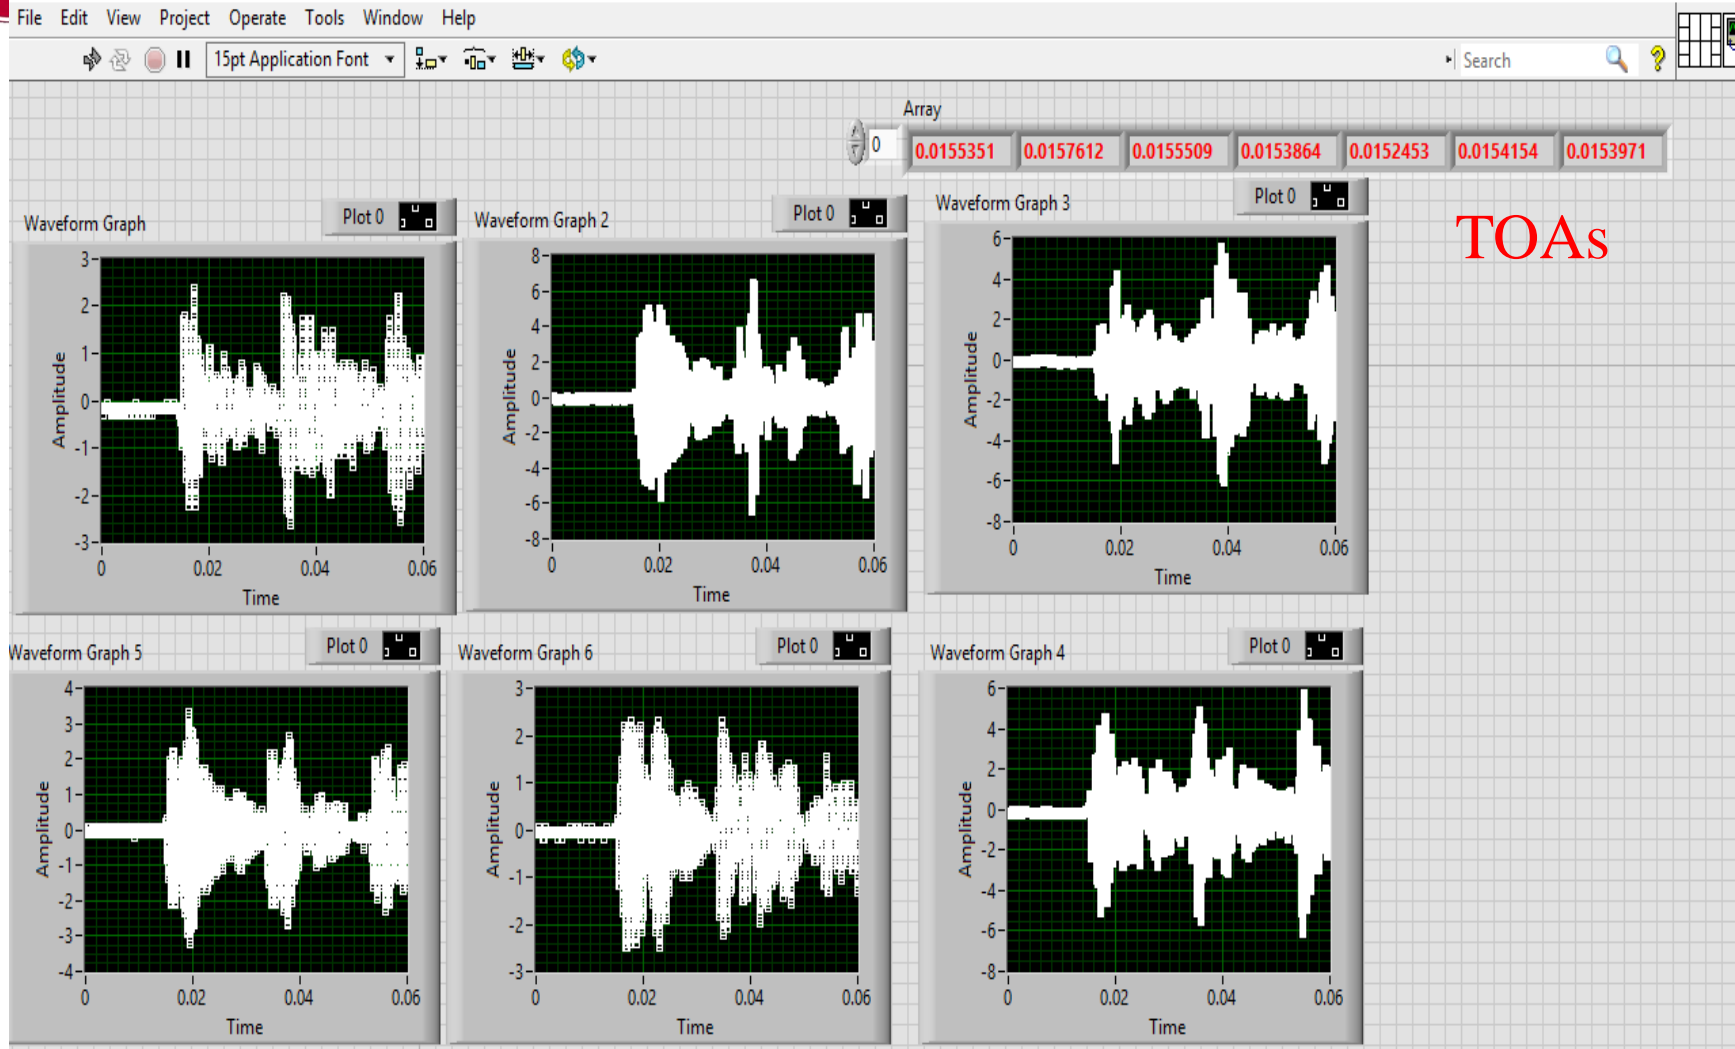 File Edit View Project Operate Tools Window Help
15pt Application Font
Search
?
Array
0 0.0155351 0.0157612 0.0155509 0.0153864 0.0152453 0.0154154 0.0153971
TOAs
Waveform Graph
Plot 0
Amplitude
3
2
1
0
-1
-2
-3
0 0.02 0.04 0.06
Time
Waveform Graph 2
Plot 0
Amplitude
8
6
4
2
0
-2
-4
-6
-8
0 0.02 0.04 0.06
Time
Waveform Graph 3
Plot 0
Amplitude
6
4
2
0
-2
-4
-6
-8
0 0.02 0.04 0.06
Time
Waveform Graph 5
Plot 0
Amplitude
4
3
2
1
0
-1
-2
-3
-4
0 0.02 0.04 0.06
Time
Waveform Graph 6
Plot 0
Amplitude
3
2
1
0
-1
-2
-3
0 0.02 0.04 0.06
Time
Waveform Graph 4
Plot 0
Amplitude
6
4
2
0
-2
-4
-6
-8
0 0.02 0.04 0.06
Time